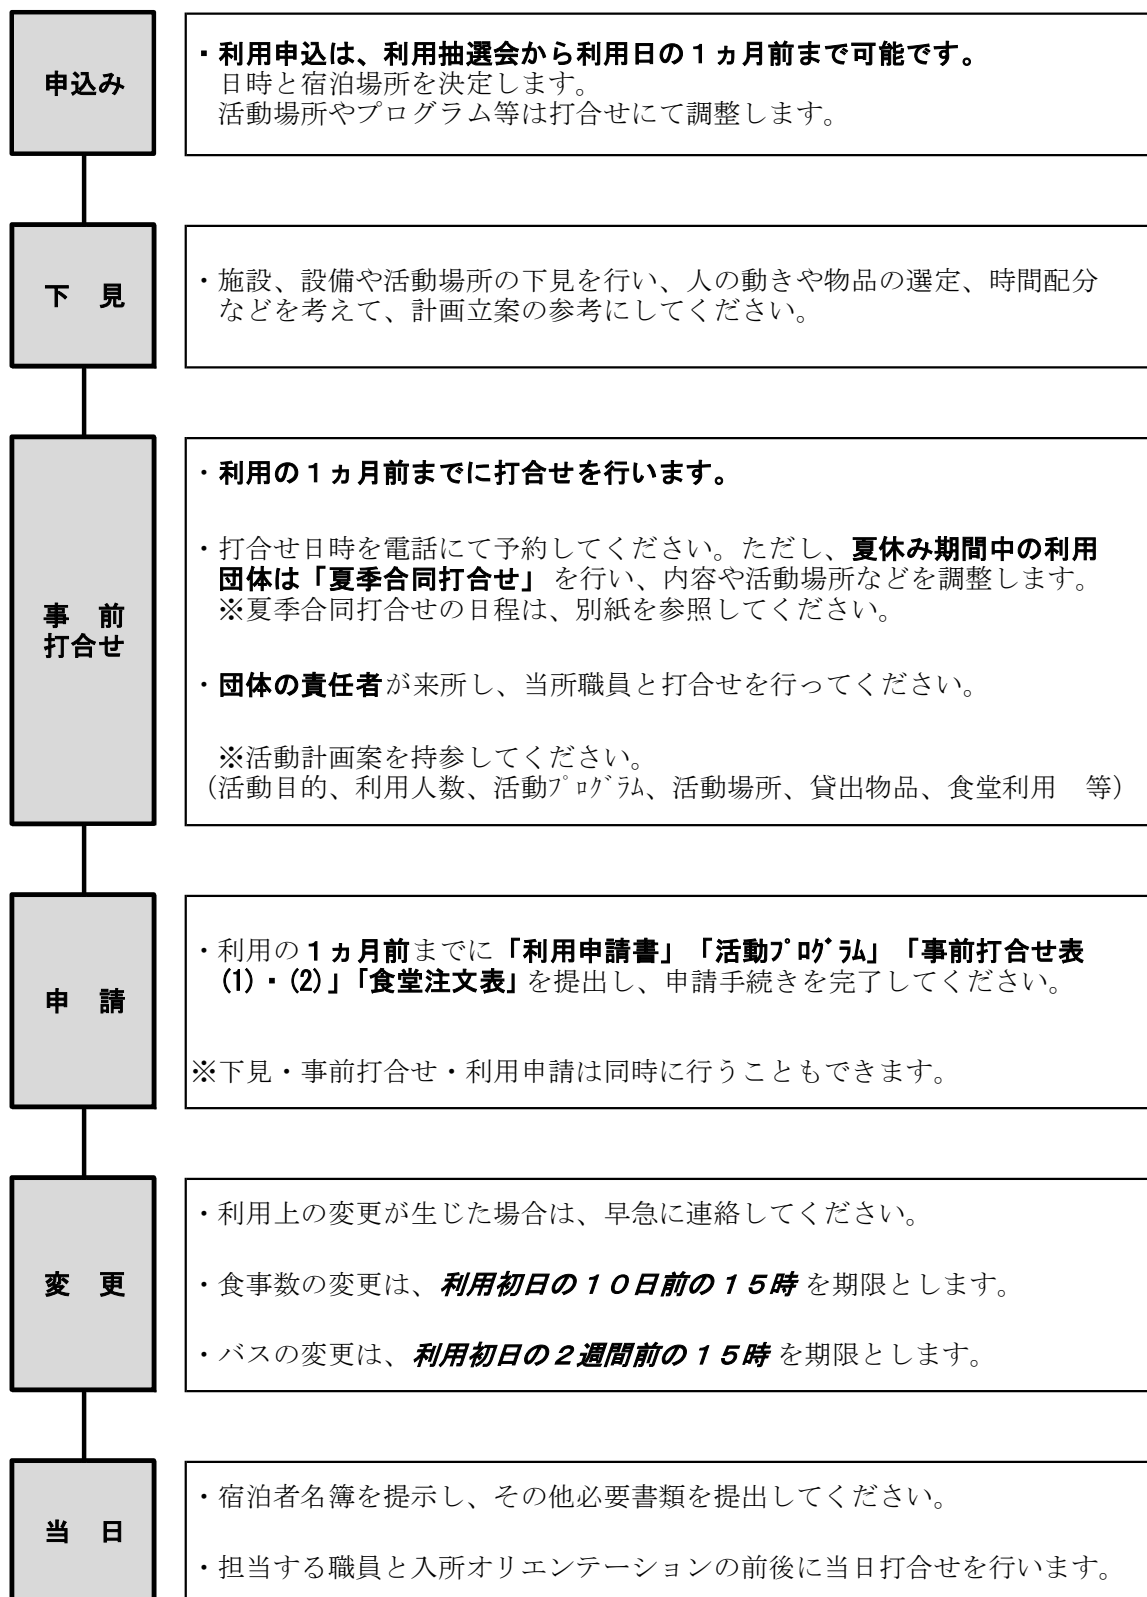 申込み
・利用申込は、利用抽選会から利用日の１ヵ月前まで可能です。
日時と宿泊場所を決定します。
活動場所やプログラム等は打合せにて調整します。
下　見
・施設、設備や活動場所の下見を行い、人の動きや物品の選定、時間配分
などを考えて、計画立案の参考にしてください。
事　前
打合せ
・利用の１ヵ月前までに打合せを行います。
・打合せ日時を電話にて予約してください。ただし、夏休み期間中の利用
団体は「夏季合同打合せ」を行い、内容や活動場所などを調整します。
※夏季合同打合せの日程は、別紙を参照してください。
・団体の責任者が来所し、当所職員と打合せを行ってください。
※活動計画案を持参してください。
（活動目的、利用人数、活動ﾌﾟﾛｸﾞﾗﾑ、活動場所、貸出物品、食堂利用　等）
申　請
・利用の１ヵ月前までに「利用申請書」「活動ﾌﾟﾛｸﾞﾗﾑ」「事前打合せ表
(1)・(2)」「食堂注文表」を提出し、申請手続きを完了してください。
※下見・事前打合せ・利用申請は同時に行うこともできます。
変　更
・利用上の変更が生じた場合は、早急に連絡してください。
・食事数の変更は、利用初日の１０日前の１５時を期限とします。
・バスの変更は、利用初日の２週間前の１５時を期限とします。
当　日
・宿泊者名簿を提示し、その他必要書類を提出してください。
・担当する職員と入所オリエンテーションの前後に当日打合せを行います。